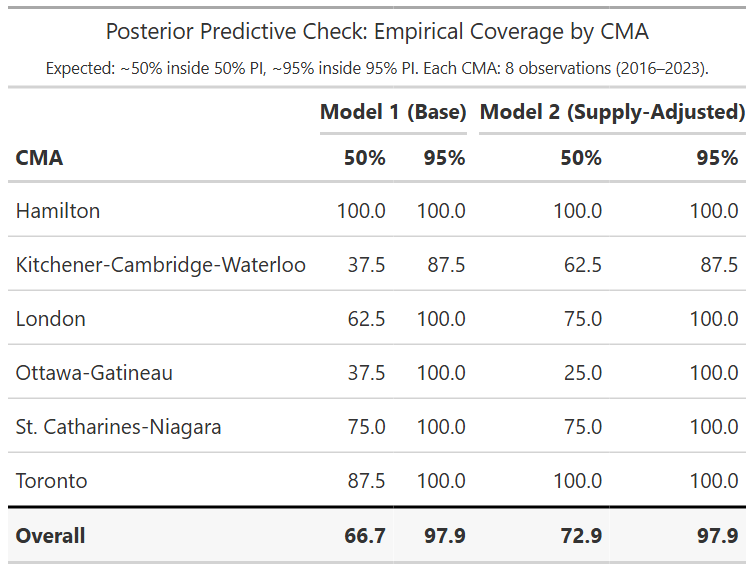 Posterior Predictive Check: Empirical Coverage by CMA
Expected: ~50% inside 50% PI, ~95% inside 95% PI. Each CMA: 8 observations (2016–2023).
Model 1 (Base) Model 2 (Supply-Adjusted)
CMA 50% 95% 50% 95%
Hamilton 100.0 100.0 100.0 100.0
Kitchener-Cambridge-Waterloo 37.5 87.5 62.5 87.5
London 62.5 100.0 75.0 100.0
Ottawa-Gatineau 37.5 100.0 25.0 100.0
St. Catharines-Niagara 75.0 100.0 75.0 100.0
Toronto 87.5 100.0 100.0 100.0
Overall 66.7 97.9 72.9 97.9